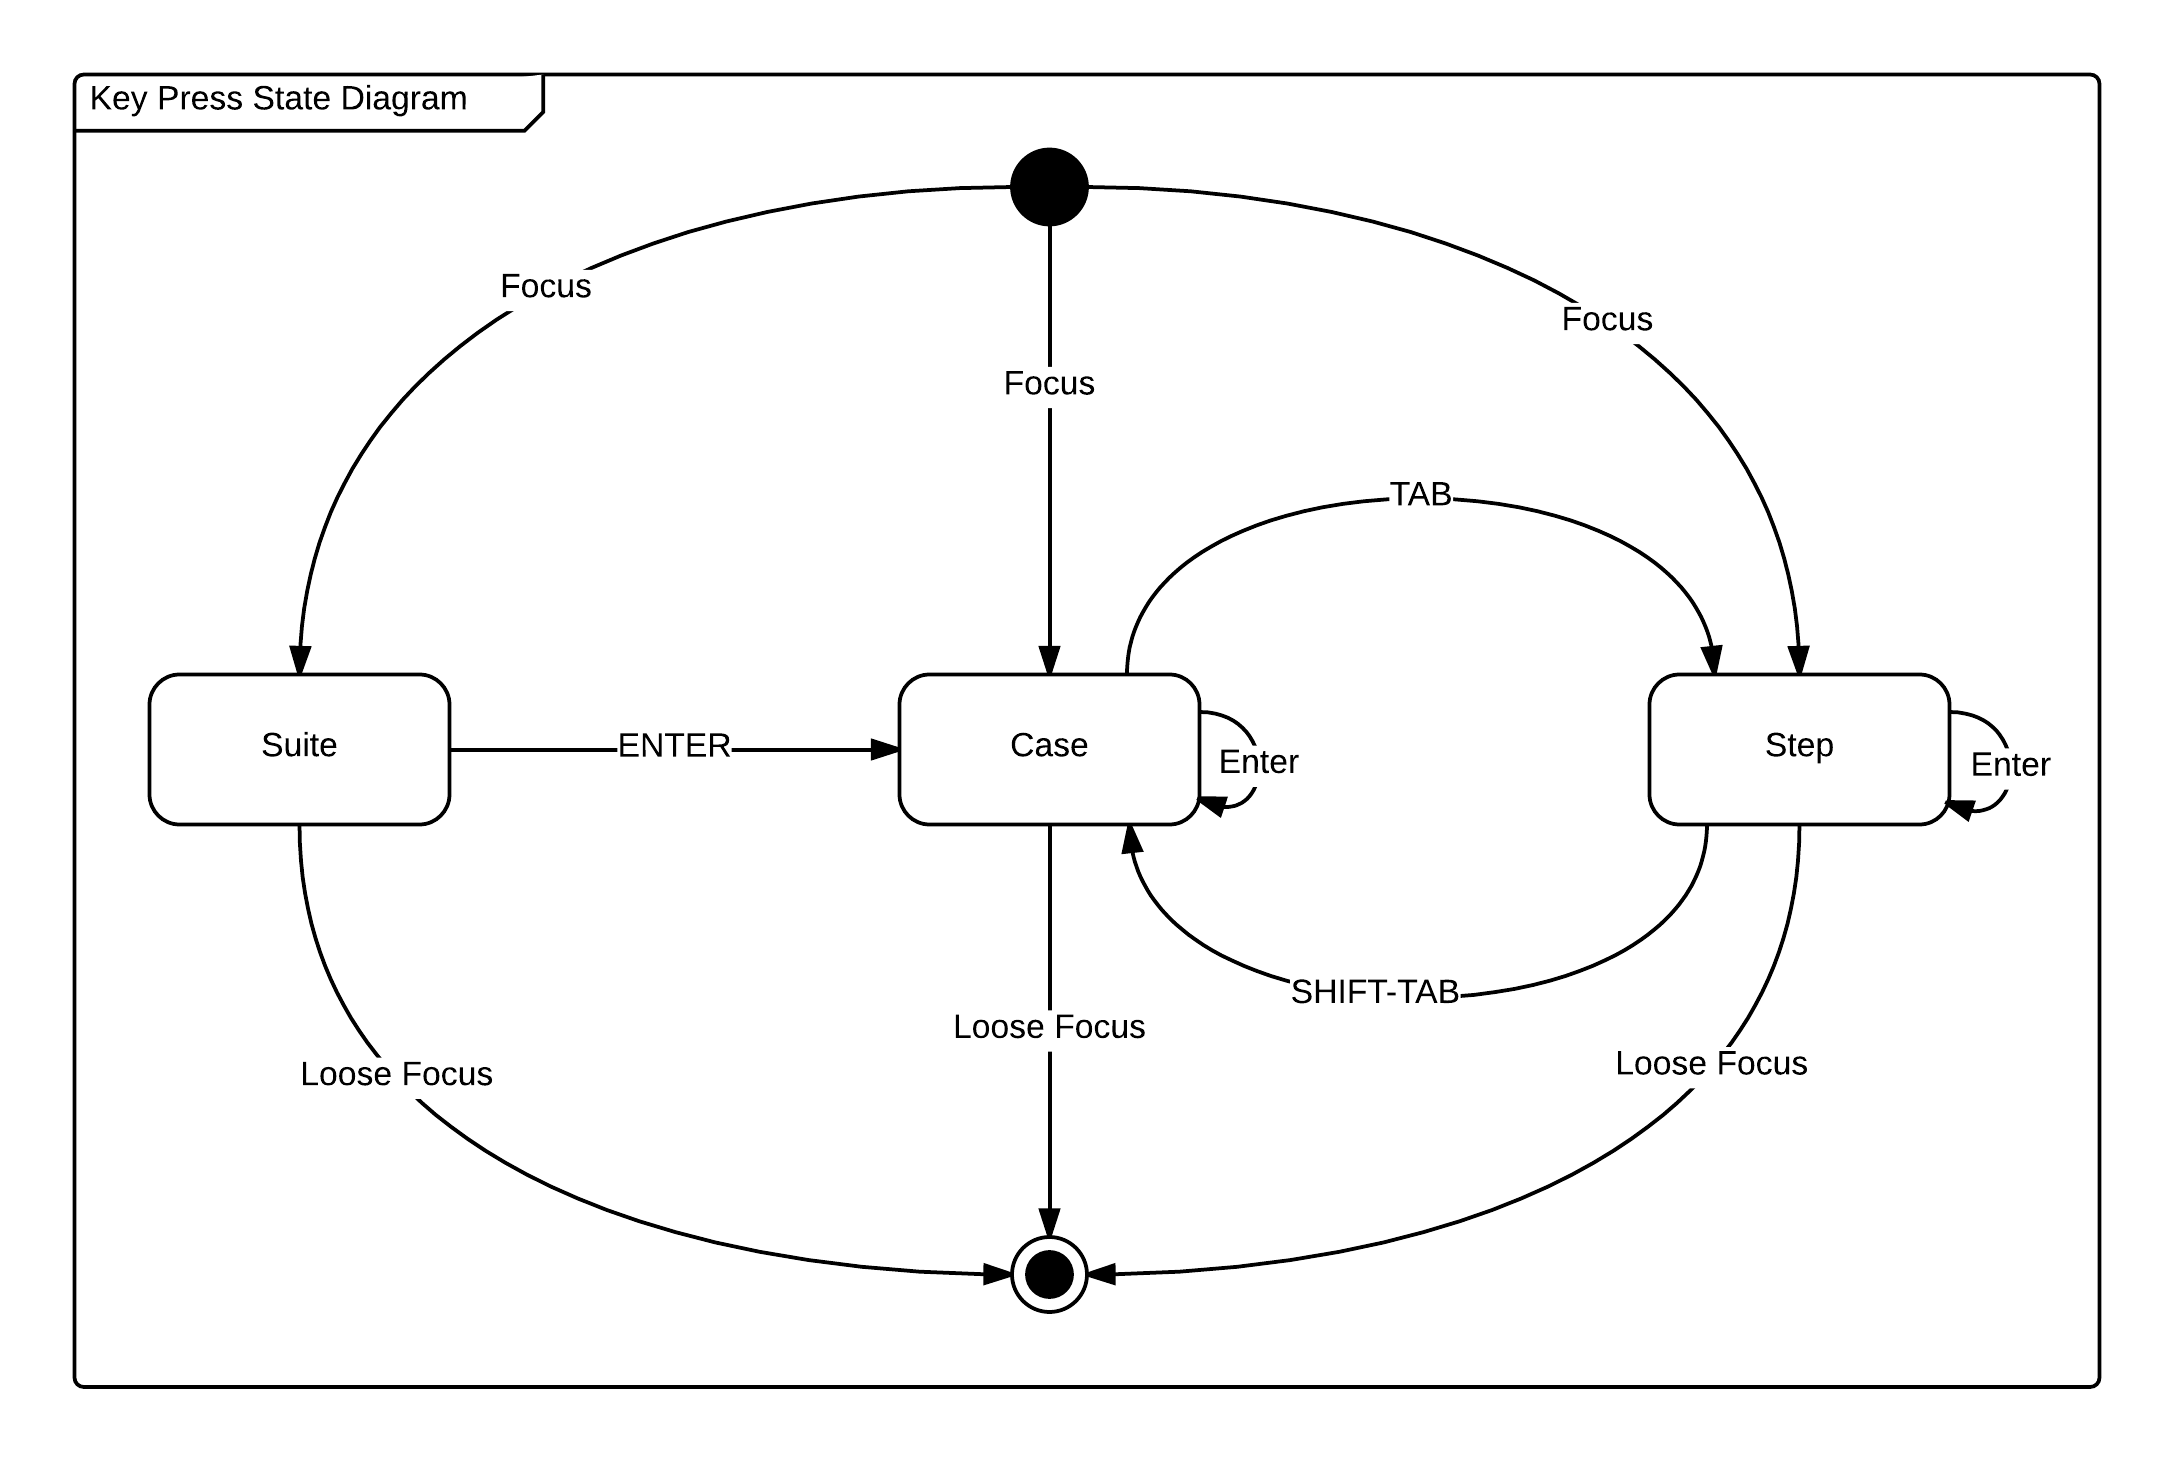 Key Press State Diagram
Focus
Focus
Focus
TAB
Suite
ENTER
Case
Enter
Step
Enter
SHIFT-TAB
Loose Focus
Loose Focus
Loose Focus